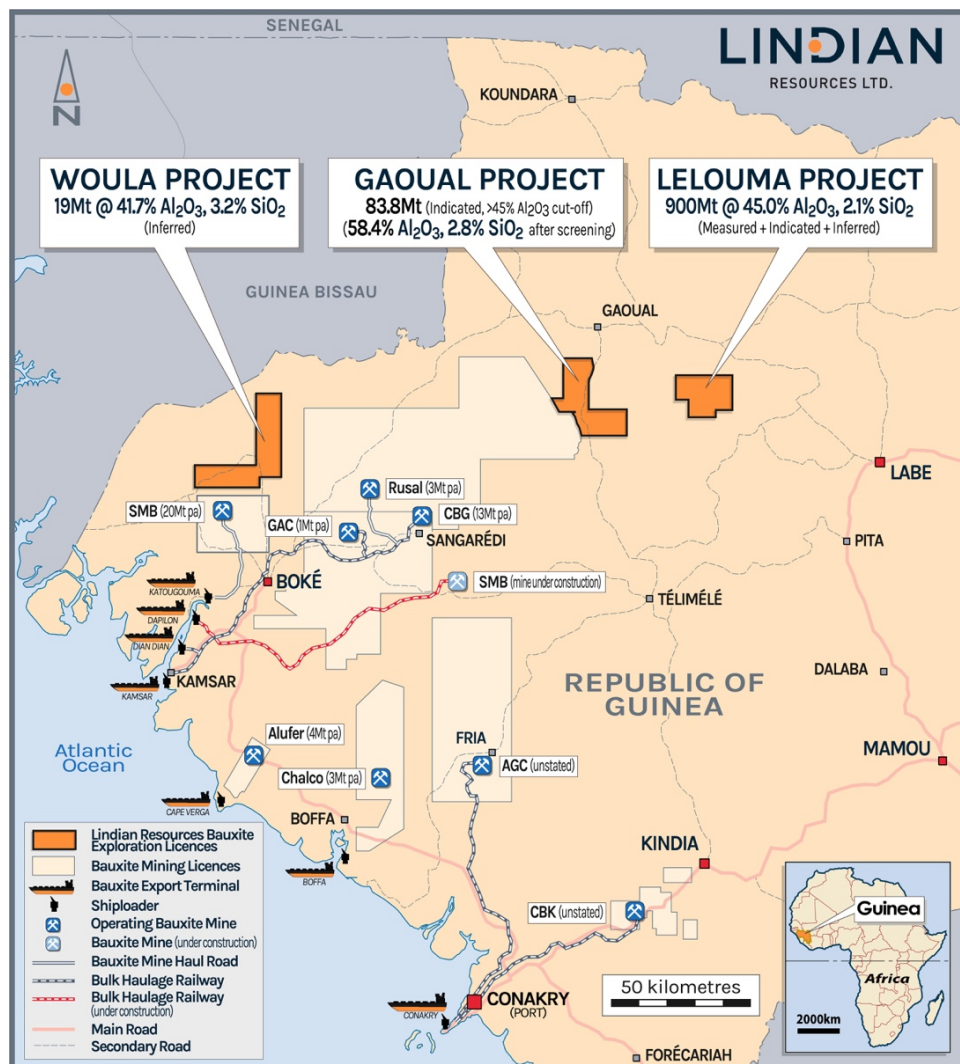 SENEGAL
LINDIAN
RESOURCES LTD.
N
KOUNDARA
WOULA PROJECT
19Mt @ 41.7% Al₂O₃, 3.2% SiO₂
(Inferred)
GAOUAL PROJECT
83.8Mt (Indicated, >45% Al₂O₃ cut-off)
(58.4% Al₂O₃, 2.8% SiO₂ after screening)
LELOUMA PROJECT
900Mt @ 45.0% Al₂O₃, 2.1% SiO₂
(Measured + Indicated + Inferred)
GUINEA BISSAU
GAOUAL
LABE
Rusal (3Mt pa)
SMB (20Mt pa)
GAC (1Mt pa)
CBG (13Mt pa)
SANGARÉDI
PITA
BOKÉ
SMB (mine under construction)
KATOUGOUMA
TÉLIMÉLÉ
DAPILON
DIAN DIAN
KAMSAR
KAMSAR
DALABA
REPUBLIC OF
GUINEA
Atlantic
Ocean
Alufer (4Mt pa)
FRIA
MAMOU
Chalco (3Mt pa)
AGC (unstated)
CAPE VERGA
BOFFA
BOFFA
KINDIA
CBK (unstated)
CONAKRY
CONAKRY
(PORT)
50 kilometres
FORÉCARIAH
Lindian Resources Bauxite
Exploration Licences
Bauxite Mining Licences
Bauxite Export Terminal
Shiploader
Operating Bauxite Mine
Bauxite Mine (under construction)
Bauxite Mine Haul Road
Bulk Haulage Railway
Bulk Haulage Railway
(under construction)
Main Road
Secondary Road
Guinea
Africa
2000km